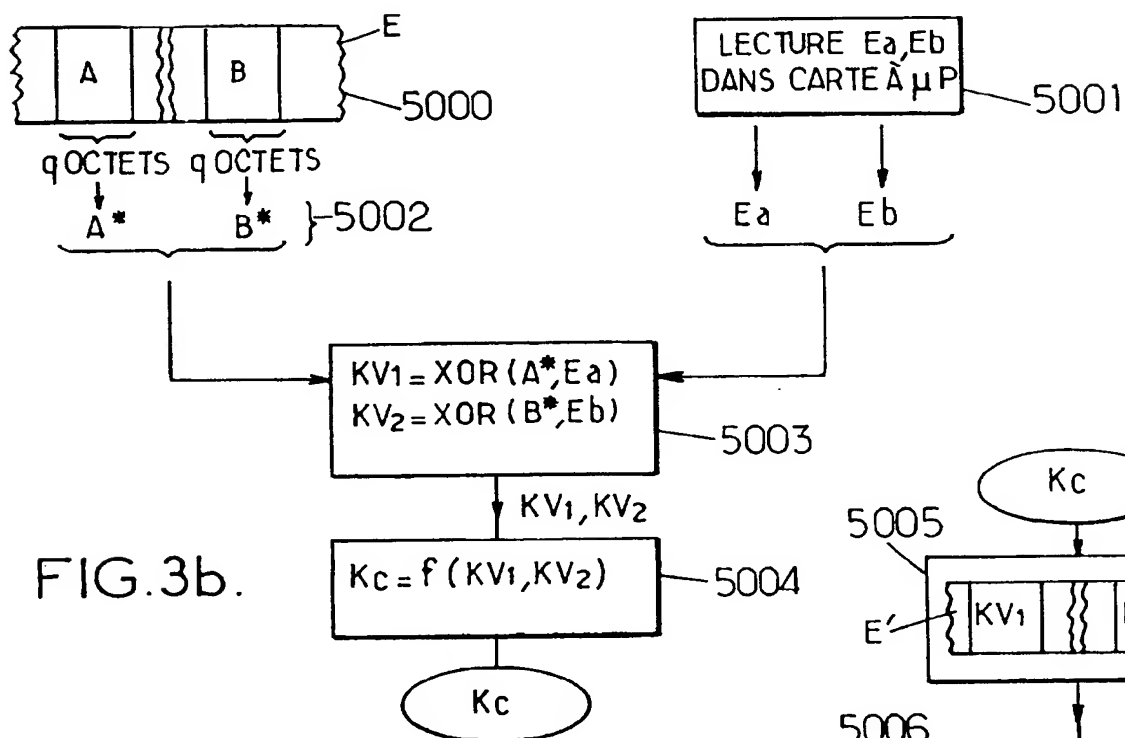 E
A
B
5000
q OCTETS
q OCTETS
A*
B*
5002
LECTURE Ea, Eb
DANS CARTE À µP
5001
Ea
Eb
KV1 = XOR (A*, Ea)
KV2 = XOR (B*, Eb)
5003
KV1, KV2
FIG.3b.
Kc = f (KV1, KV2)
5004
Kc
Kc
5005
E′
KV1
5006